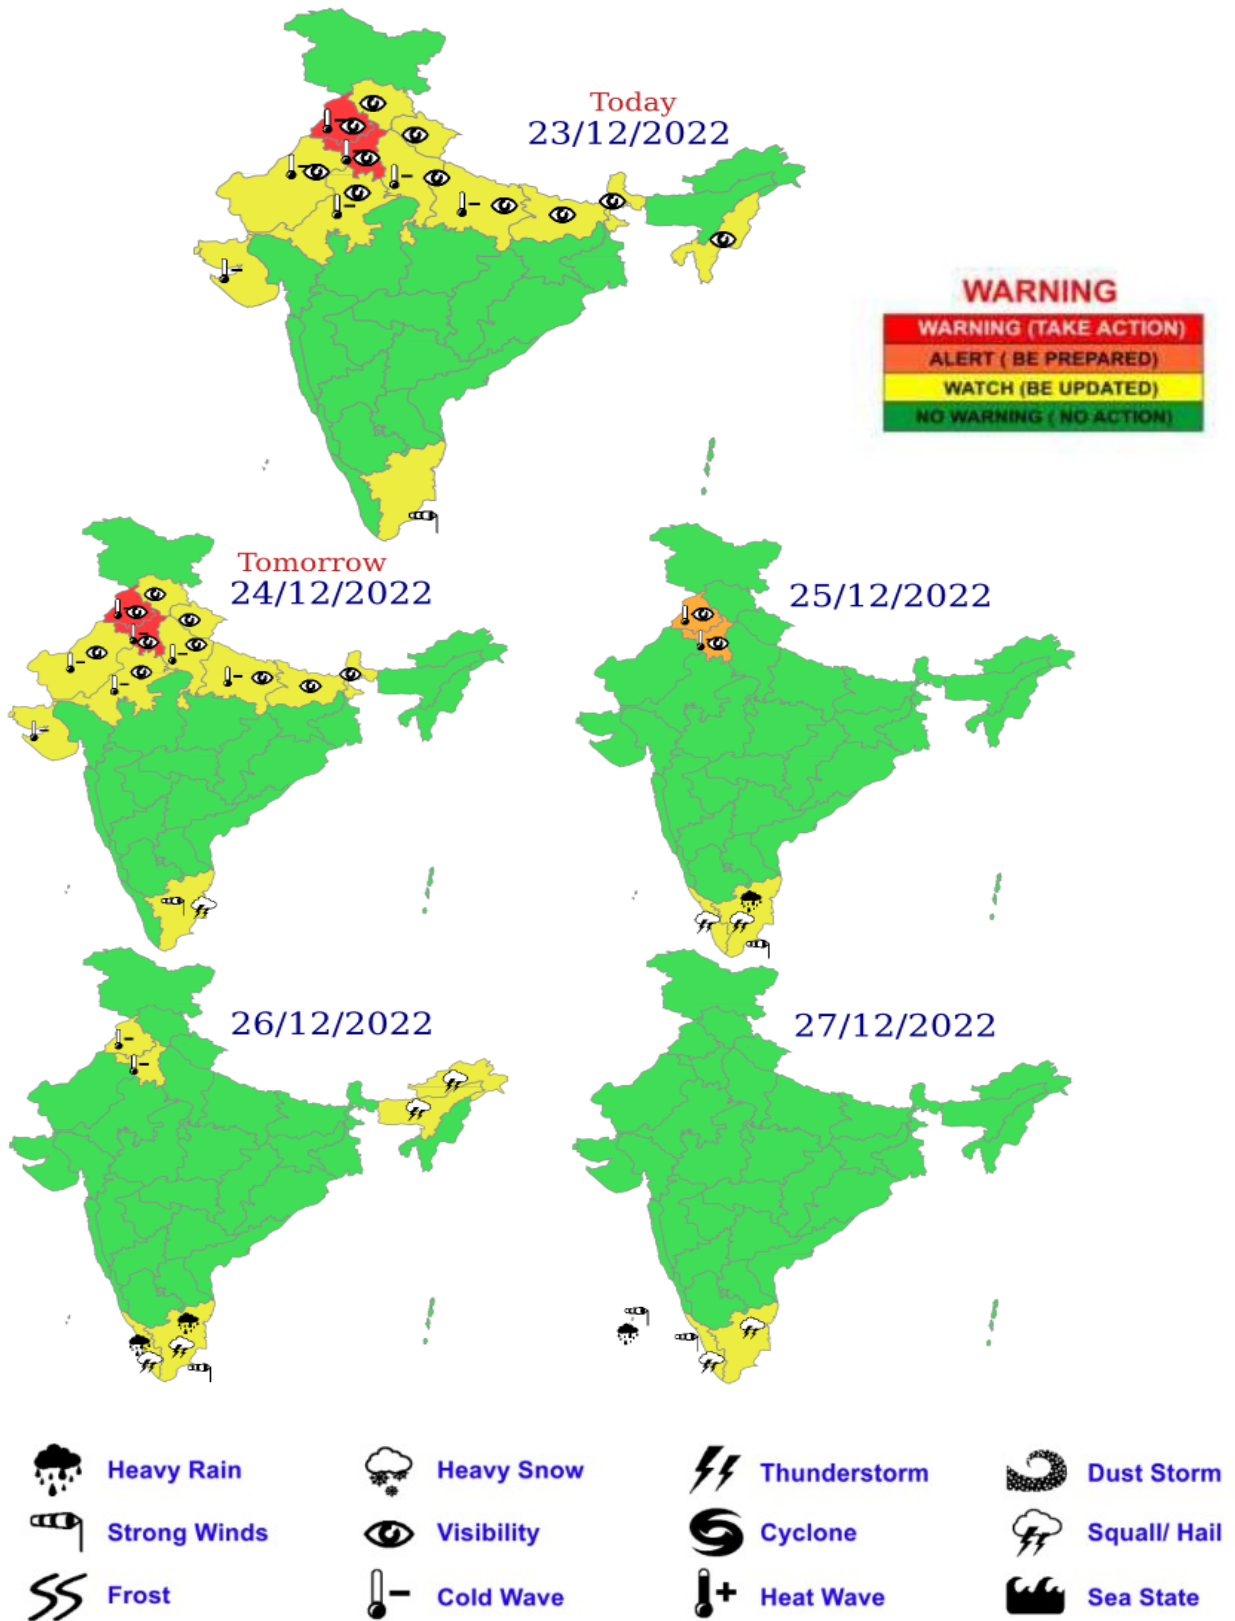 Today
23/12/2022
WARNING
WARNING (TAKE ACTION)
ALERT ( BE PREPARED)
WATCH (BE UPDATED)
NO WARNING ( NO ACTION)
Tomorrow
24/12/2022
25/12/2022
26/12/2022
27/12/2022
Heavy Rain
Heavy Snow
Thunderstorm
Dust Storm
Strong Winds
Visibility
Cyclone
Squall/ Hail
Frost
Cold Wave
Heat Wave
Sea State